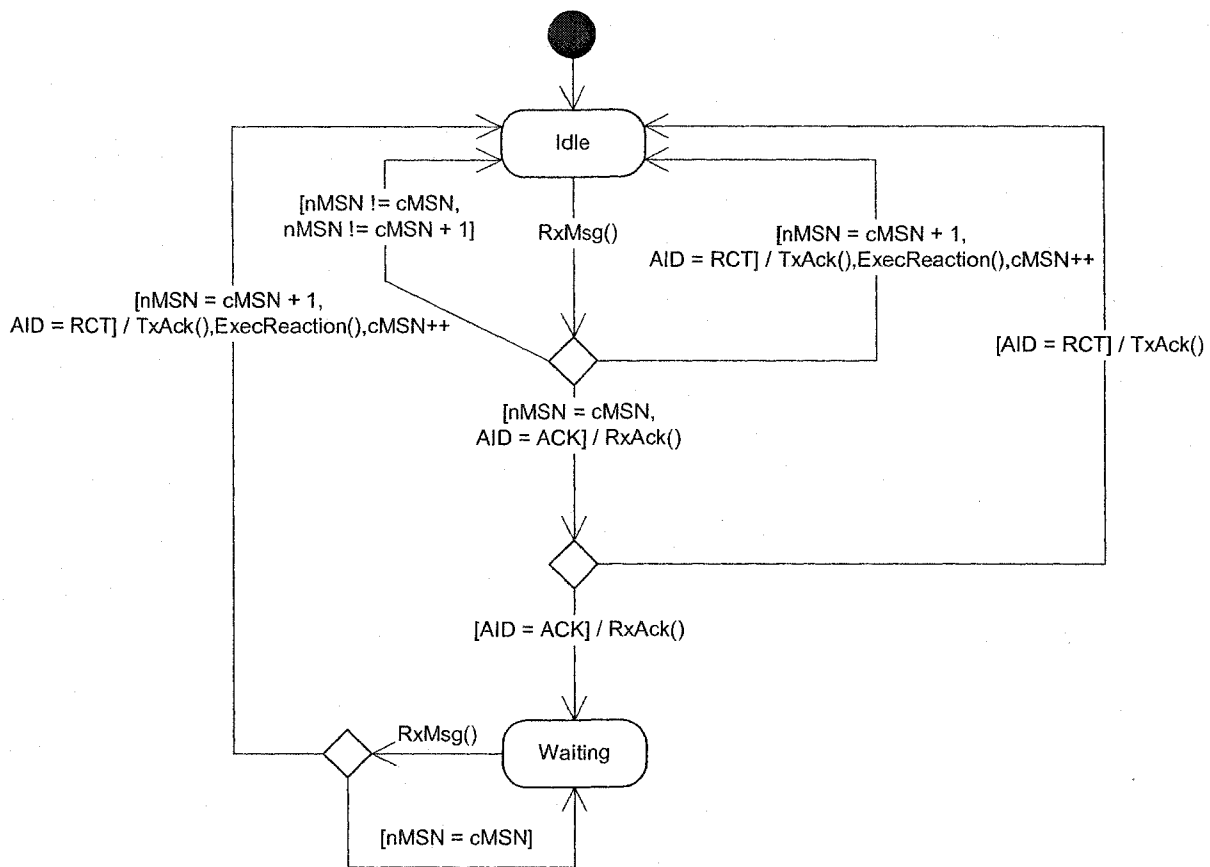 Idle
[nMSN != cMSN,
nMSN != cMSN + 1]
RxMsg()
[nMSN = cMSN + 1,
AID = RCT] / TxAck(),ExecReaction(),cMSN++
[nMSN = cMSN + 1,
AID = RCT] / TxAck(),ExecReaction(),cMSN++
[AID = RCT] / TxAck()
[nMSN = cMSN,
AID = ACK] / RxAck()
[AID = ACK] / RxAck()
RxMsg()
Waiting
[nMSN = cMSN]